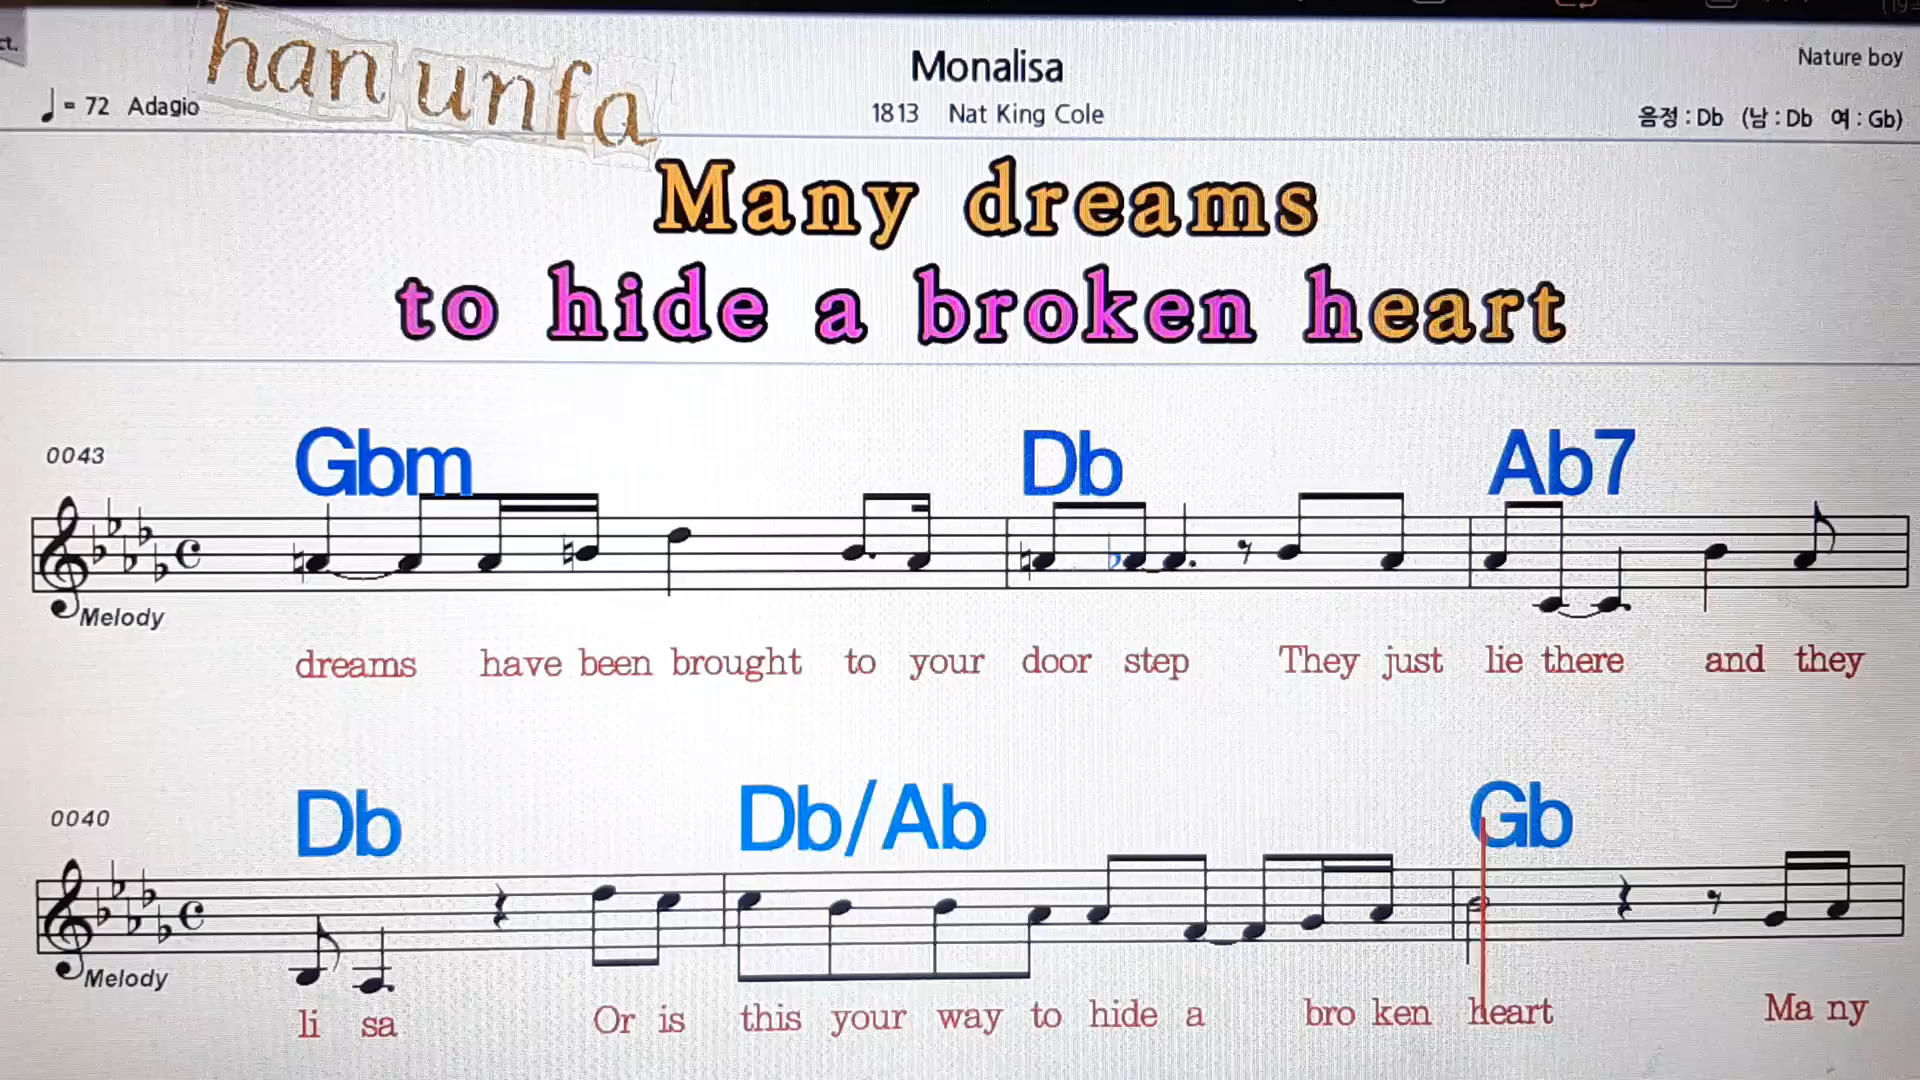 ct.
han unfa
Monalisa
Nature boy
= 72 Adagio
1813 Nat King Cole
음정 : Db (남 : Db 여 : Gb)
Many dreams
to hide a broken heart
0043
Gbm Db Ab7
Melody
dreams have been brought to your door step They just lie there and they
0040
Db Db/Ab Gb
Melody
li sa Or is this your way to hide a bro ken heart Ma ny